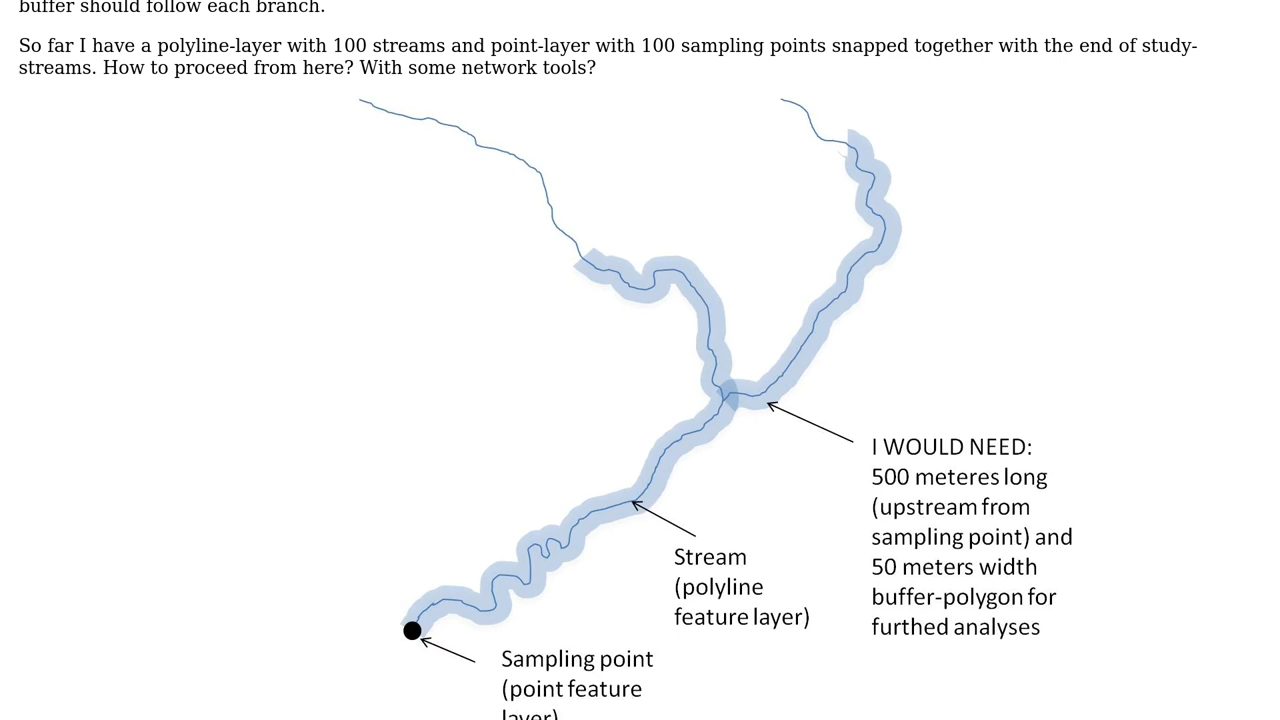 buffer should follow each branch.
So far I have a polyline-layer with 100 streams and point-layer with 100 sampling points snapped together with the end of study-
streams. How to proceed from here? With some network tools?
I WOULD NEED:
500 meteres long
(upstream from
sampling point) and
50 meters width
buffer-polygon for
furthed analyses
Stream
(polyline
feature layer)
Sampling point
(point feature
layer)